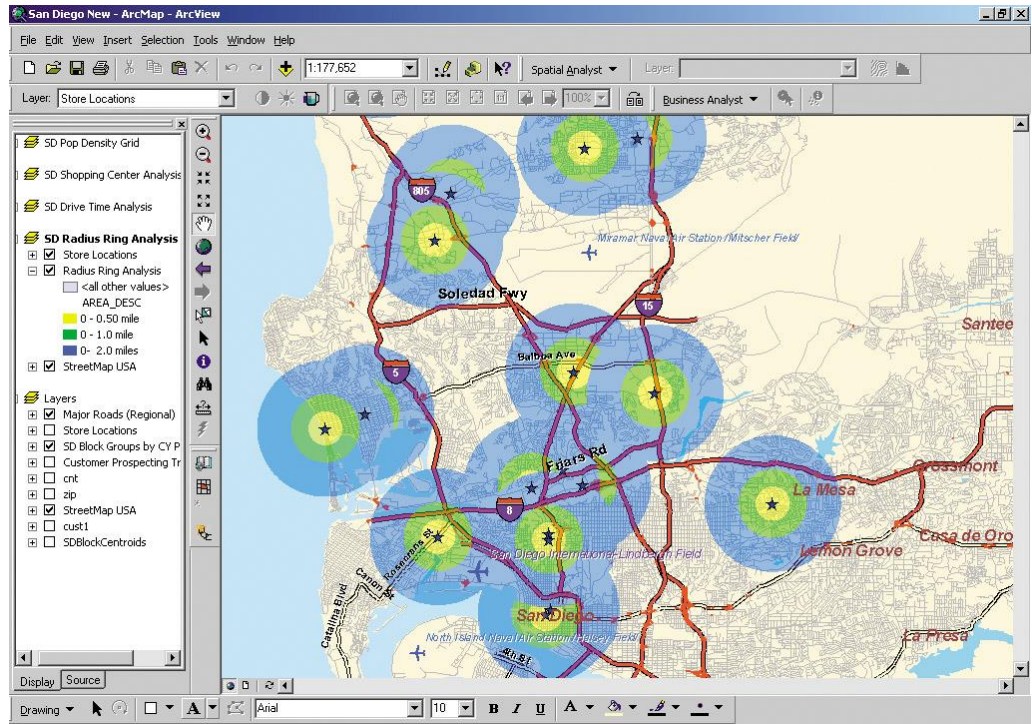 San Diego New - ArcMap - ArcView
File Edit View Insert Selection Tools Window Help
1:177,652
Spatial Analyst
Layer:
Layer: Store Locations
100%
Business Analyst
SD Pop Density Grid
SD Shopping Center Analysis
SD Drive Time Analysis
SD Radius Ring Analysis
Store Locations
Radius Ring Analysis
<all other values>
AREA_DESC
0 - 0.50 mile
0 - 1.0 mile
0- 2.0 miles
StreetMap USA
Layers
Major Roads (Regional)
Store Locations
SD Block Groups by CY P
Customer Prospecting Tr
cnt
zip
StreetMap USA
cust1
SDBlockCentroids
Display
Source
805
Miramar Naval Air Station/Mitscher Field/
Soledad Fwy
15
Santee
Balboa Ave
5
Friars Rd
Grossmont
La Mesa
8
Rosecrans St
San Diego International-Lindbergh Field
Lemon Grove
Casa de Oro
Canon St
Catalina Blvd
San Diego
North Island Naval Air Station/Halsey Field/
La Presa
4th St
Drawing
A
Arial
10
B I U A